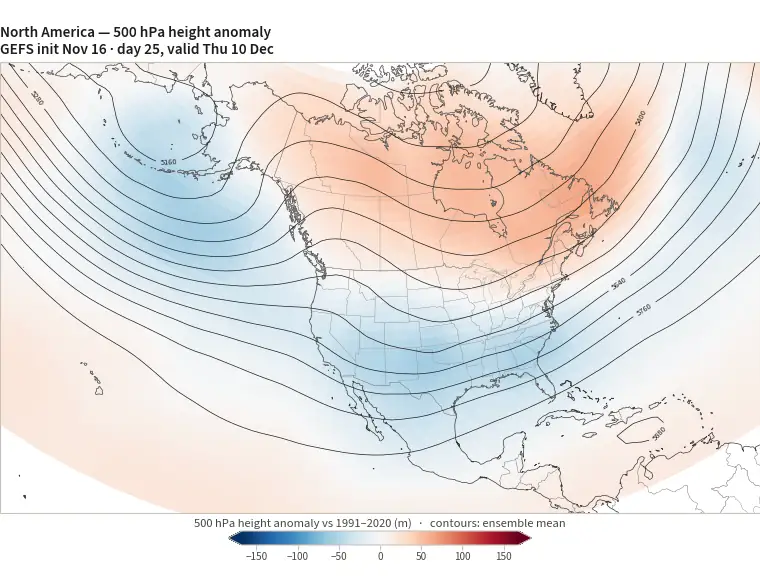 North America — 500 hPa height anomaly
GEFS init Nov 16 · day 25, valid Thu 10 Dec
5280
5400
5160
5640
5760
5880
500 hPa height anomaly vs 1991–2020 (m) · contours: ensemble mean
−150 −100 −50 0 50 100 150